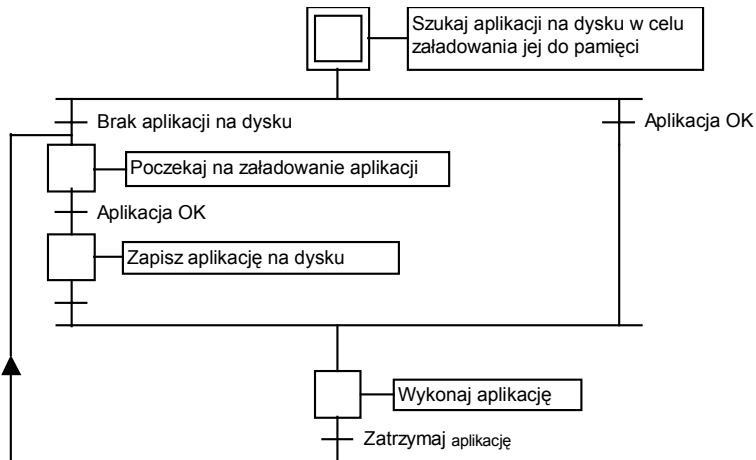 Szukaj aplikacji na dysku w celu
załadowania jej do pamięci
Brak aplikacji na dysku
Aplikacja OK
Poczekaj na załadowanie aplikacji
Aplikacja OK
Zapisz aplikację na dysku
Wykonaj aplikację
Zatrzymaj aplikację